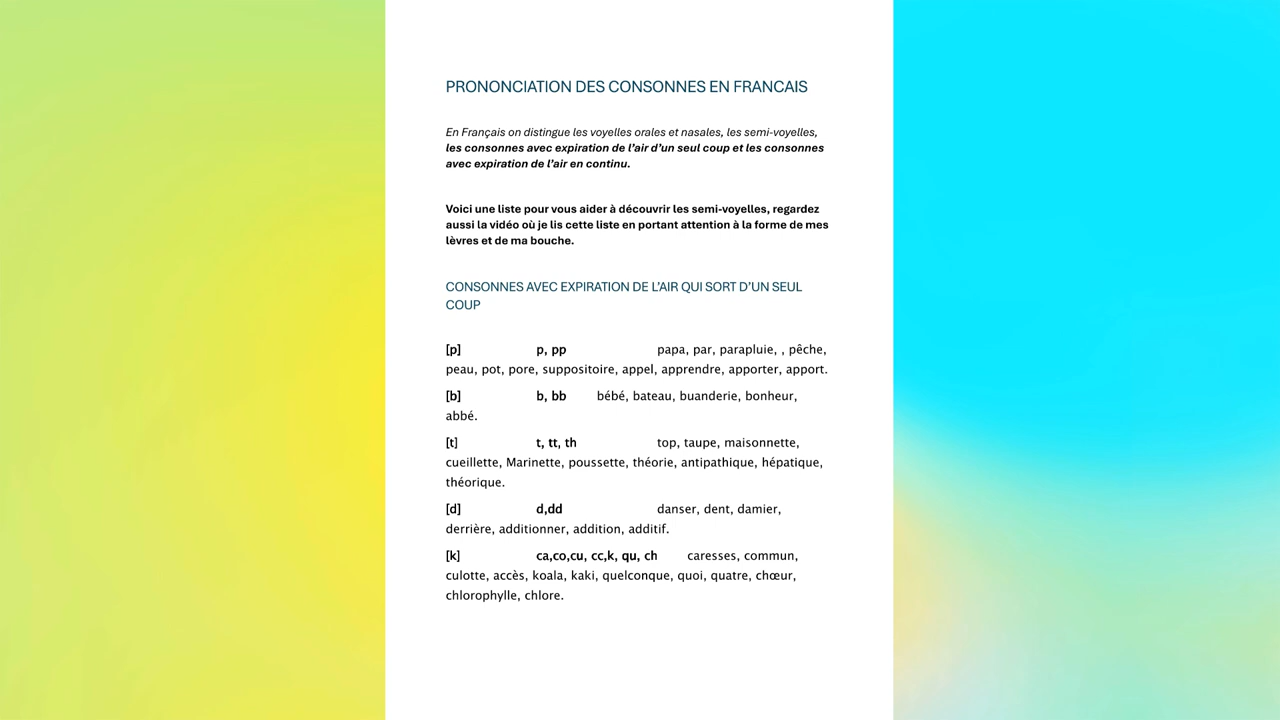 PRONONCIATION DES CONSONNES EN FRANCAIS
En Français on distingue les voyelles orales et nasales, les semi-voyelles,
les consonnes avec expiration de l'air d'un seul coup et les consonnes
avec expiration de l'air en continu.
Voici une liste pour vous aider à découvrir les semi-voyelles, regardez
aussi la vidéo où je lis cette liste en portant attention à la forme de mes
lèvres et de ma bouche.
CONSONNES AVEC EXPIRATION DE L'AIR QUI SORT D'UN SEUL
COUP
[p] p, pp papa, par, parapluie, , pêche,
peau, pot, pore, suppositoire, appel, apprendre, apporter, apport.
[b] b, bb bébé, bateau, buanderie, bonheur,
abbé.
[t] t, tt, th top, taupe, maisonnette,
cueillette, Marinette, poussette, théorie, antipathique, hépatique,
théorique.
[d] d,dd danser, dent, damier,
derrière, additionner, addition, additif.
[k] ca,co,cu, cc,k, qu, ch caresses, commun,
culotte, accès, koala, kaki, quelconque, quoi, quatre, chœur,
chlorophylle, chlore.